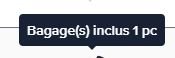 Bagage(s) inclus 1 pc